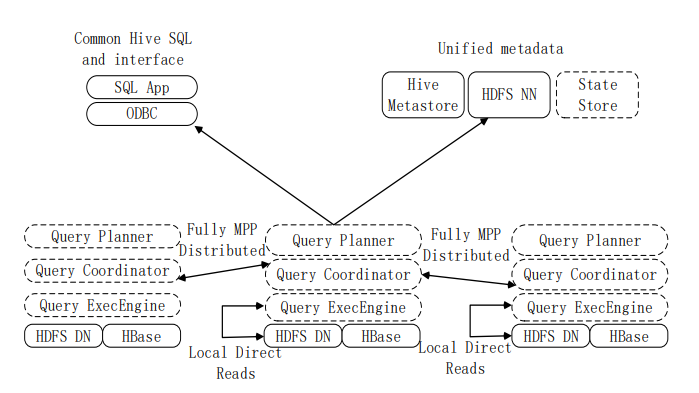 Common Hive SQL
and interface
SQL App
ODBC
Unified metadata
Hive
Metastore
HDFS NN
State
Store
Query Planner
Query Coordinator
Query ExecEngine
HDFS DN
HBase
Fully MPP
Distributed
Query Planner
Query Coordinator
Query ExecEngine
HDFS DN
HBase
Local Direct
Reads
Fully MPP
Distributed
Query Planner
Query Coordinator
Query ExecEngine
HDFS DN
HBase
Local Direct
Reads